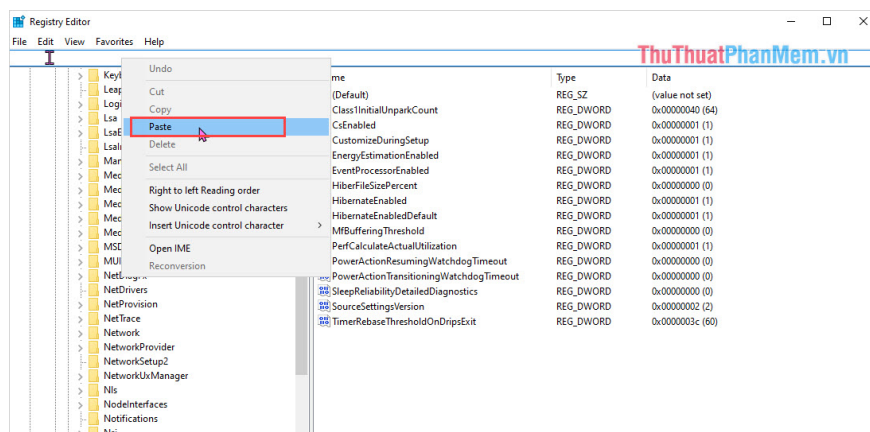 Registry Editor
File Edit View Favorites Help
ThuThuatPhanMem.vn
Undo
Cut
Copy
Paste
Delete
Select All
Right to left Reading order
Show Unicode control characters
Insert Unicode control character
Open IME
Reconversion
Lsa
MSD
MUI
NetDrivers
NetProvision
NetTrace
Network
NetworkProvider
NetworkSetup2
NetworkUxManager
Nls
NodeInterfaces
Notifications
me Type Data
(Default) REG_SZ (value not set)
Class1InitialUnparkCount REG_DWORD 0x00000040 (64)
CsEnabled REG_DWORD 0x00000001 (1)
CustomizeDuringSetup REG_DWORD 0x00000001 (1)
EnergyEstimationEnabled REG_DWORD 0x00000001 (1)
EventProcessorEnabled REG_DWORD 0x00000001 (1)
HiberFileSizePercent REG_DWORD 0x00000000 (0)
HibernateEnabled REG_DWORD 0x00000001 (1)
HibernateEnabledDefault REG_DWORD 0x00000001 (1)
MfBufferingThreshold REG_DWORD 0x00000000 (0)
PerfCalculateActualUtilization REG_DWORD 0x00000001 (1)
PowerActionResumingWatchdogTimeout REG_DWORD 0x00000000 (0)
PowerActionTransitioningWatchdogTimeout REG_DWORD 0x00000000 (0)
SleepReliabilityDetailedDiagnostics REG_DWORD 0x00000000 (0)
SourceSettingsVersion REG_DWORD 0x00000002 (2)
TimerRebaseThresholdOnDripsExit REG_DWORD 0x0000003c (60)